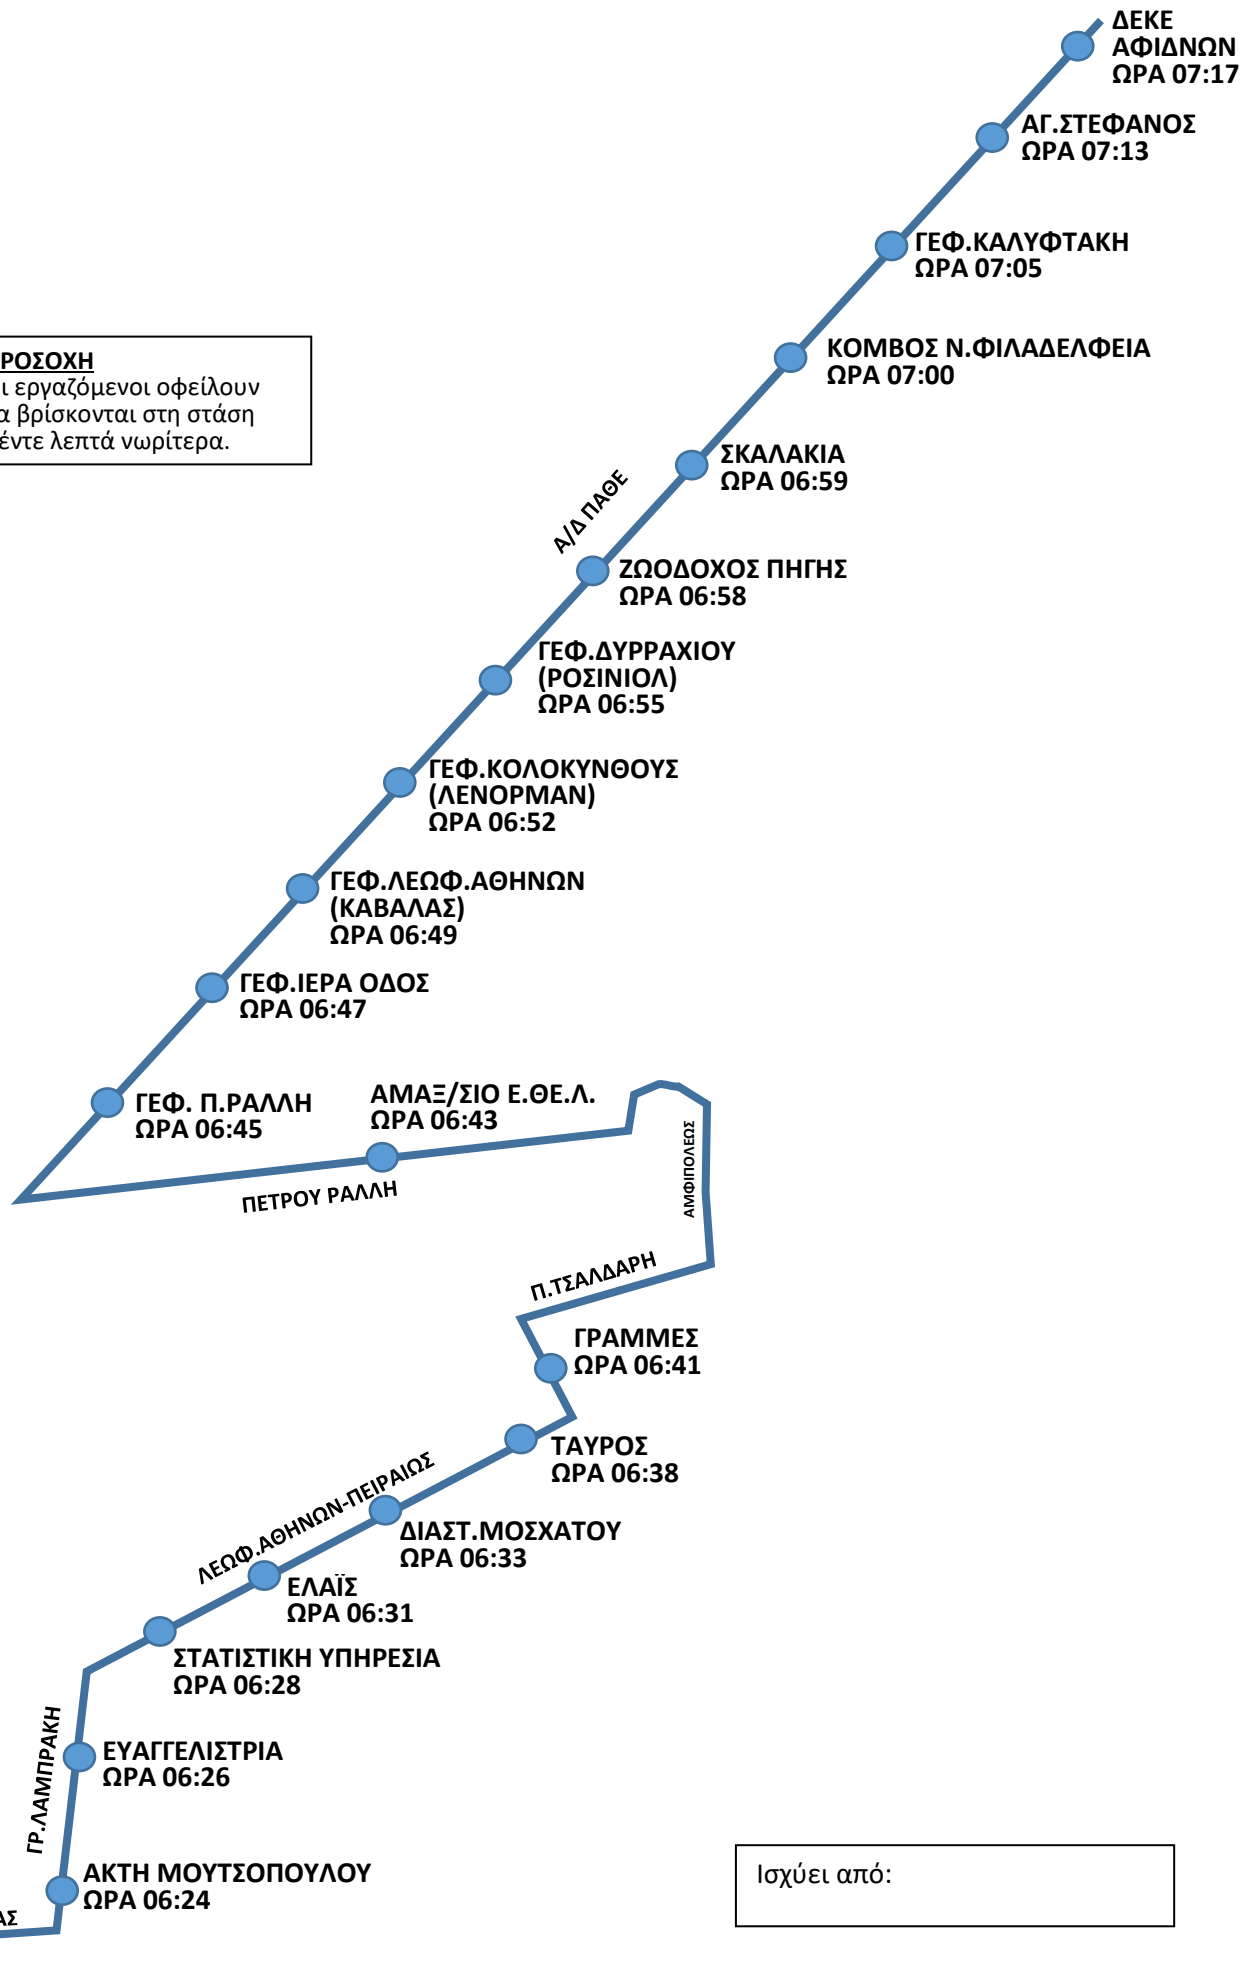 ΔΕΚΕ
ΑΦΙΔΝΩΝ
ΩΡΑ 07:17
ΑΓ.ΣΤΕΦΑΝΟΣ
ΩΡΑ 07:13
ΓΕΦ.ΚΑΛΥΦΤΑΚΗ
ΩΡΑ 07:05
ΚΟΜΒΟΣ Ν.ΦΙΛΑΔΕΛΦΕΙΑ
ΩΡΑ 07:00
ΡΟΣΟΧΗ
ι εργαζόμενοι οφείλουν
α βρίσκονται στη στάση
έντε λεπτά νωρίτερα.
ΣΚΑΛΑΚΙΑ
ΩΡΑ 06:59
Α/Δ ΠΑΘΕ
ΖΩΟΔΟΧΟΣ ΠΗΓΗΣ
ΩΡΑ 06:58
ΓΕΦ.ΔΥΡΡΑΧΙΟΥ
(ΡΟΣΙΝΙΟΛ)
ΩΡΑ 06:55
ΓΕΦ.ΚΟΛΟΚΥΝΘΟΥΣ
(ΛΕΝΟΡΜΑΝ)
ΩΡΑ 06:52
ΓΕΦ.ΛΕΩΦ.ΑΘΗΝΩΝ
(ΚΑΒΑΛΑΣ)
ΩΡΑ 06:49
ΓΕΦ.ΙΕΡΑ ΟΔΟΣ
ΩΡΑ 06:47
ΓΕΦ. Π.ΡΑΛΛΗ
ΩΡΑ 06:45
ΑΜΑΞ/ΣΙΟ Ε.ΘΕ.Λ.
ΩΡΑ 06:43
ΑΜΦΙΠΟΛΕΩΣ
ΠΕΤΡΟΥ ΡΑΛΛΗ
Π.ΤΣΑΛΔΑΡΗ
ΓΡΑΜΜΕΣ
ΩΡΑ 06:41
ΤΑΥΡΟΣ
ΩΡΑ 06:38
ΛΕΩΦ.ΑΘΗΝΩΝ-ΠΕΙΡΑΙΩΣ
ΔΙΑΣΤ.ΜΟΣΧΑΤΟΥ
ΩΡΑ 06:33
ΕΛΑΪΣ
ΩΡΑ 06:31
ΣΤΑΤΙΣΤΙΚΗ ΥΠΗΡΕΣΙΑ
ΩΡΑ 06:28
ΓΡ.ΛΑΜΠΡΑΚΗ
ΕΥΑΓΓΕΛΙΣΤΡΙΑ
ΩΡΑ 06:26
ΑΚΤΗ ΜΟΥΤΣΟΠΟΥΛΟΥ
ΩΡΑ 06:24
ΑΣ
Ισχύει από: